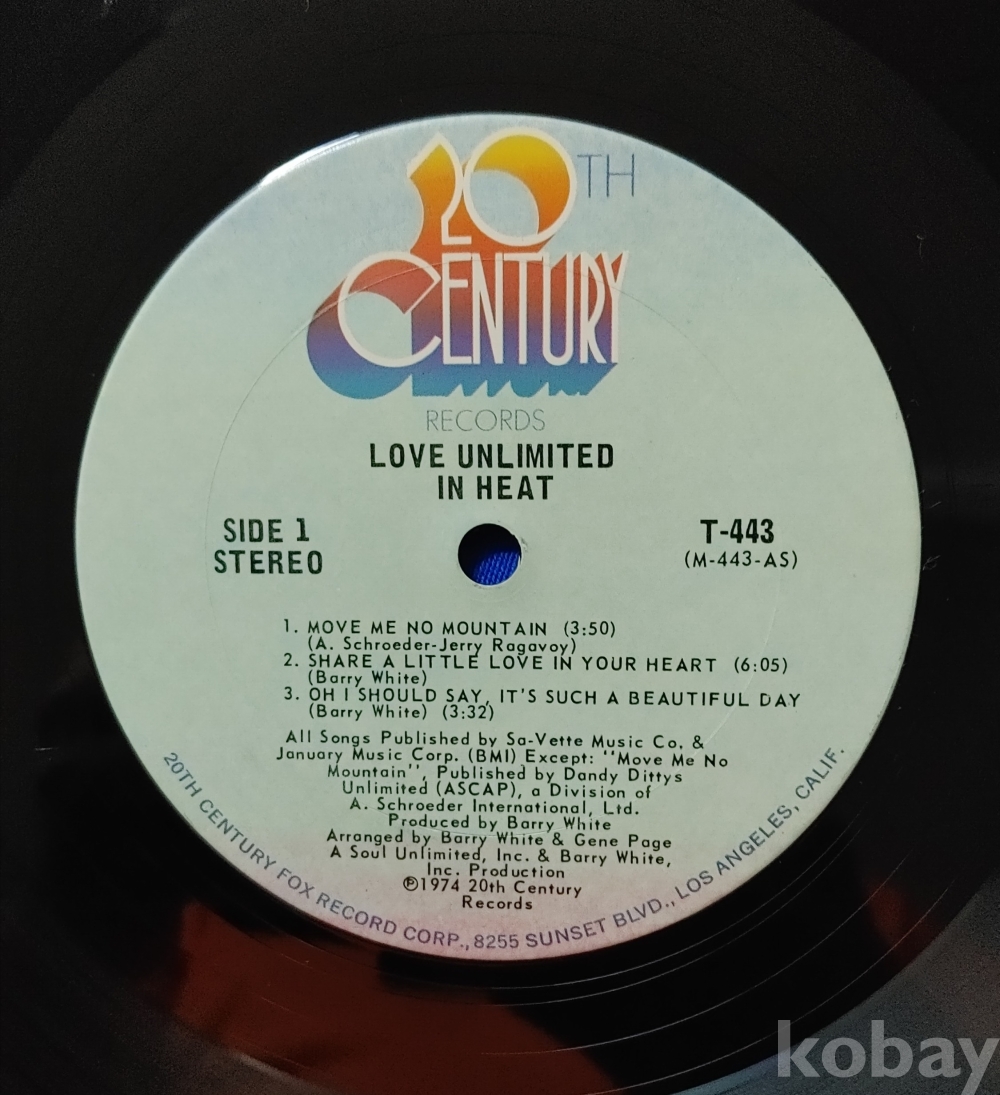 20TH
CENTURY
RECORDS
LOVE UNLIMITED
IN HEAT
SIDE 1
STEREO
T-443
(M-443-AS)
1. MOVE ME NO MOUNTAIN (3:50)
(A. Schroeder-Jerry Ragavoy)
2. SHARE A LITTLE LOVE IN YOUR HEART (6:05)
(Barry White)
3. OH I SHOULD SAY, IT'S SUCH A BEAUTIFUL DAY
(Barry White) (3:32)
All Songs Published by Sa-Vette Music Co. &
January Music Corp. (BMI) Except: "Move Me No
Mountain", Published by Dandy Dittys
Unlimited (ASCAP), a Division of
A. Schroeder International, Ltd.
Produced by Barry White
Arranged by Barry White & Gene Page
A Soul Unlimited, Inc. & Barry White,
Inc. Production
℗1974 20th Century
Records
20TH CENTURY FOX RECORD CORP., 8255 SUNSET BLVD., LOS ANGELES, CALIF.
kobay